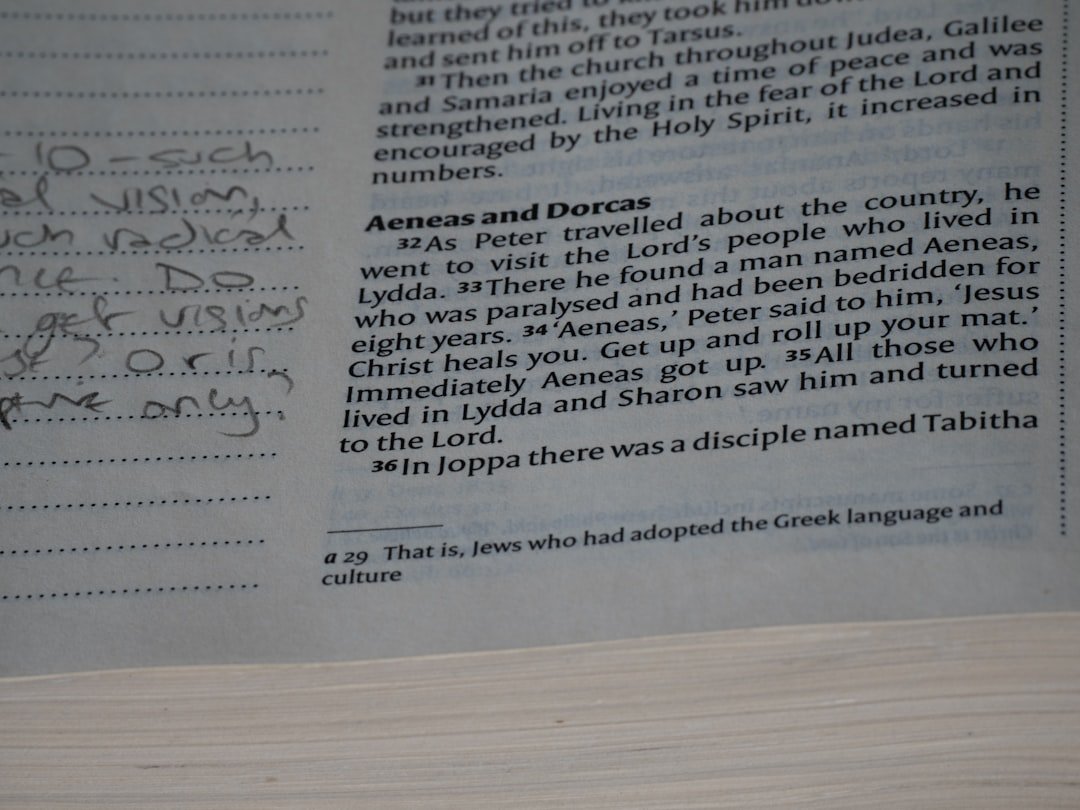 - 10 - such
al vision,
uch radical
nce. Do
get visions
? Or is
only?
but they tried to
learned of this, they took him
and sent him off to Tarsus.
31 Then the church throughout Judea, Galilee
and Samaria enjoyed a time of peace and was
strengthened. Living in the fear of the Lord and
encouraged by the Holy Spirit, it increased in
numbers.
Aeneas and Dorcas
32 As Peter travelled about the country, he
went to visit the Lord’s people who lived in
Lydda. 33 There he found a man named Aeneas,
who was paralysed and had been bedridden for
eight years. 34 ‘Aeneas,’ Peter said to him, ‘Jesus
Christ heals you. Get up and roll up your mat.’
Immediately Aeneas got up. 35 All those who
lived in Lydda and Sharon saw him and turned
to the Lord.
36 In Joppa there was a disciple named Tabitha
a 29 That is, Jews who had adopted the Greek language and
culture